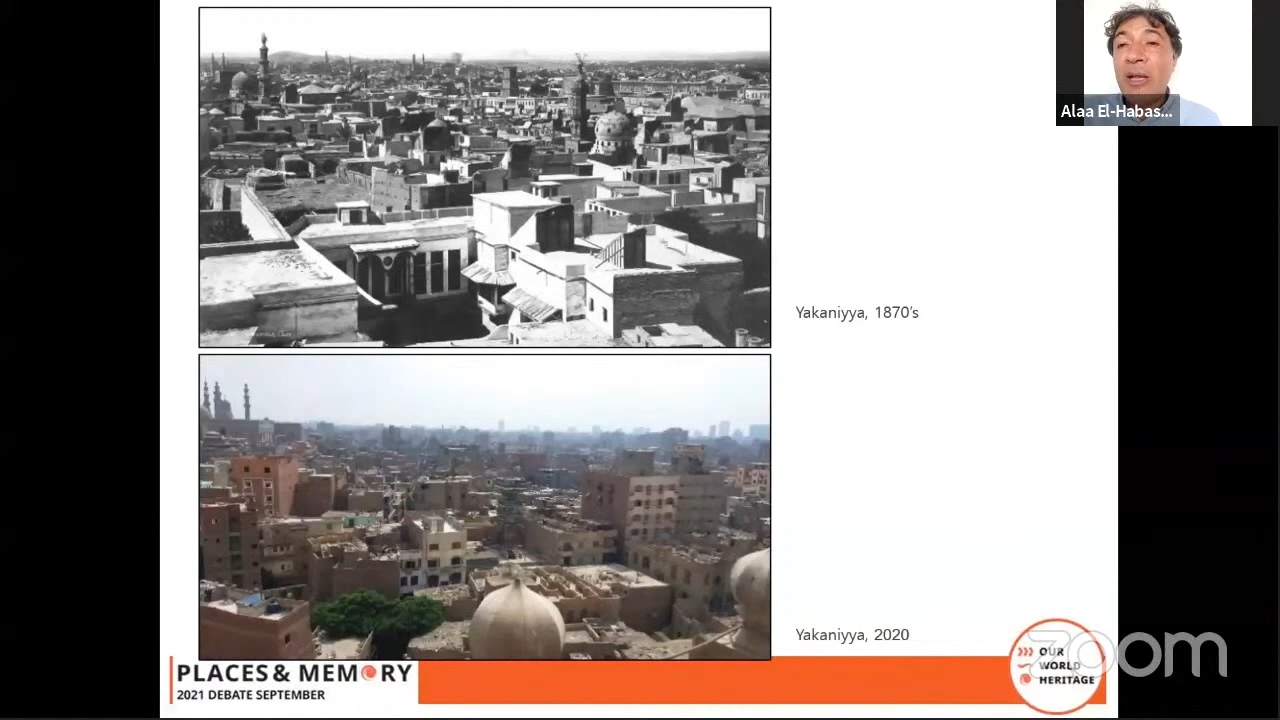 Alaa El-Habas...
Yakaniyya, 1870's
Yakaniyya, 2020
PLACES & MEMORY
2021 DEBATE SEPTEMBER
OUR
WORLD
HERITAGE
zoom